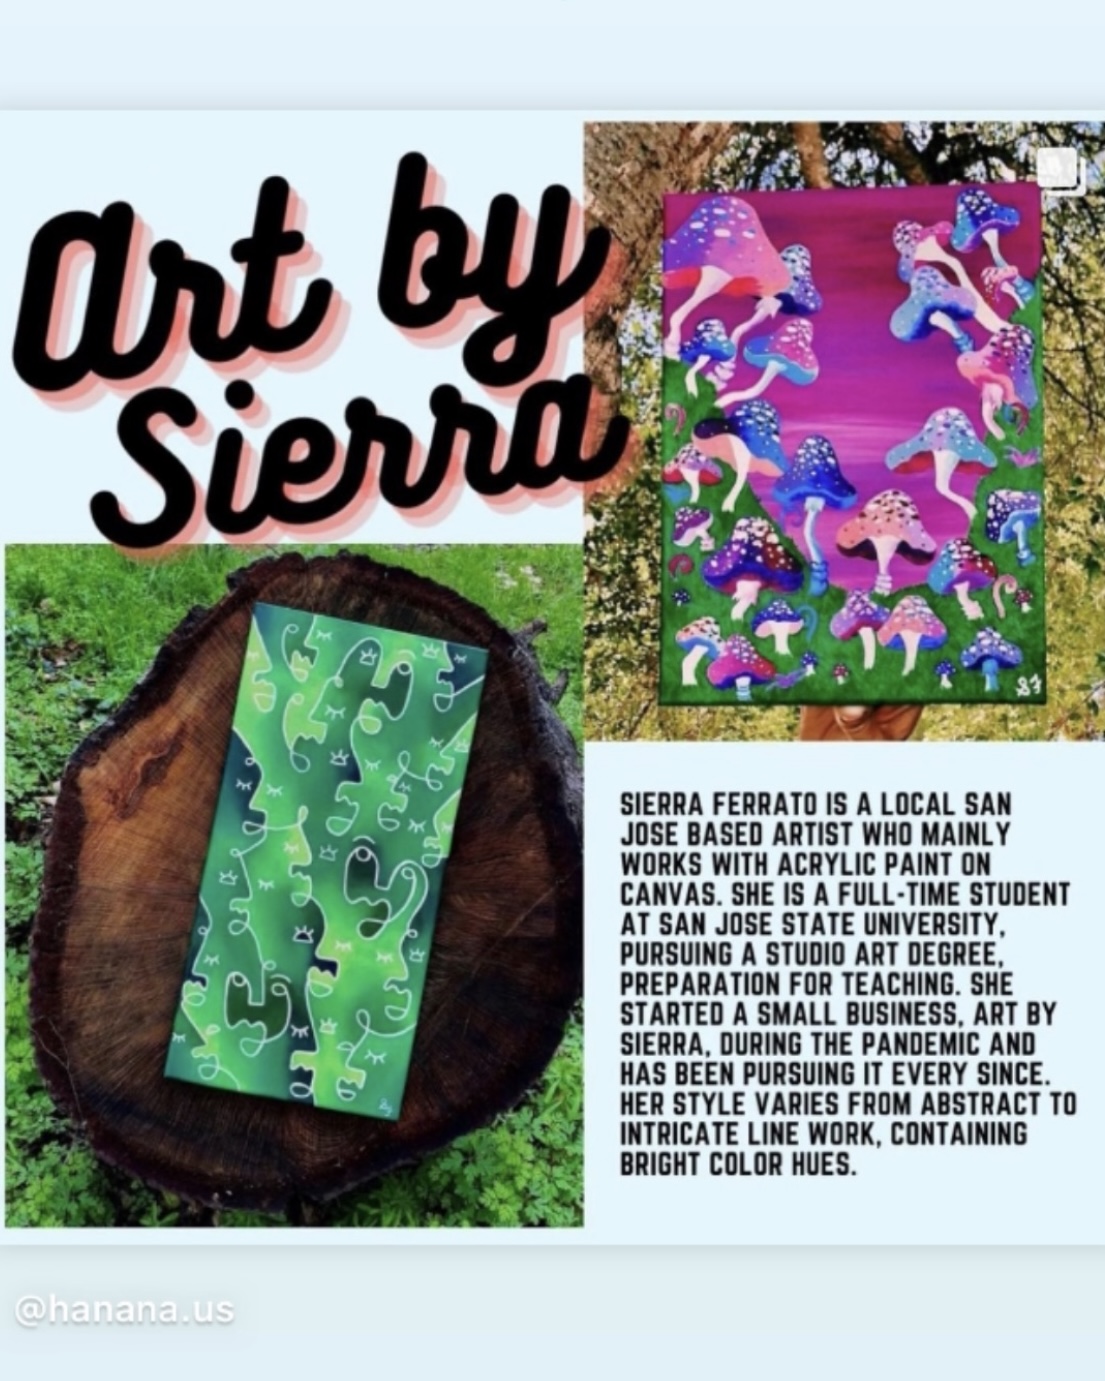 Art by
Sierra
SF
SIERRA FERRATO IS A LOCAL SAN
JOSE BASED ARTIST WHO MAINLY
WORKS WITH ACRYLIC PAINT ON
CANVAS. SHE IS A FULL-TIME STUDENT
AT SAN JOSE STATE UNIVERSITY,
PURSUING A STUDIO ART DEGREE,
PREPARATION FOR TEACHING. SHE
STARTED A SMALL BUSINESS, ART BY
SIERRA, DURING THE PANDEMIC AND
HAS BEEN PURSUING IT EVERY SINCE.
HER STYLE VARIES FROM ABSTRACT TO
INTRICATE LINE WORK, CONTAINING
BRIGHT COLOR HUES.
@hanana.us